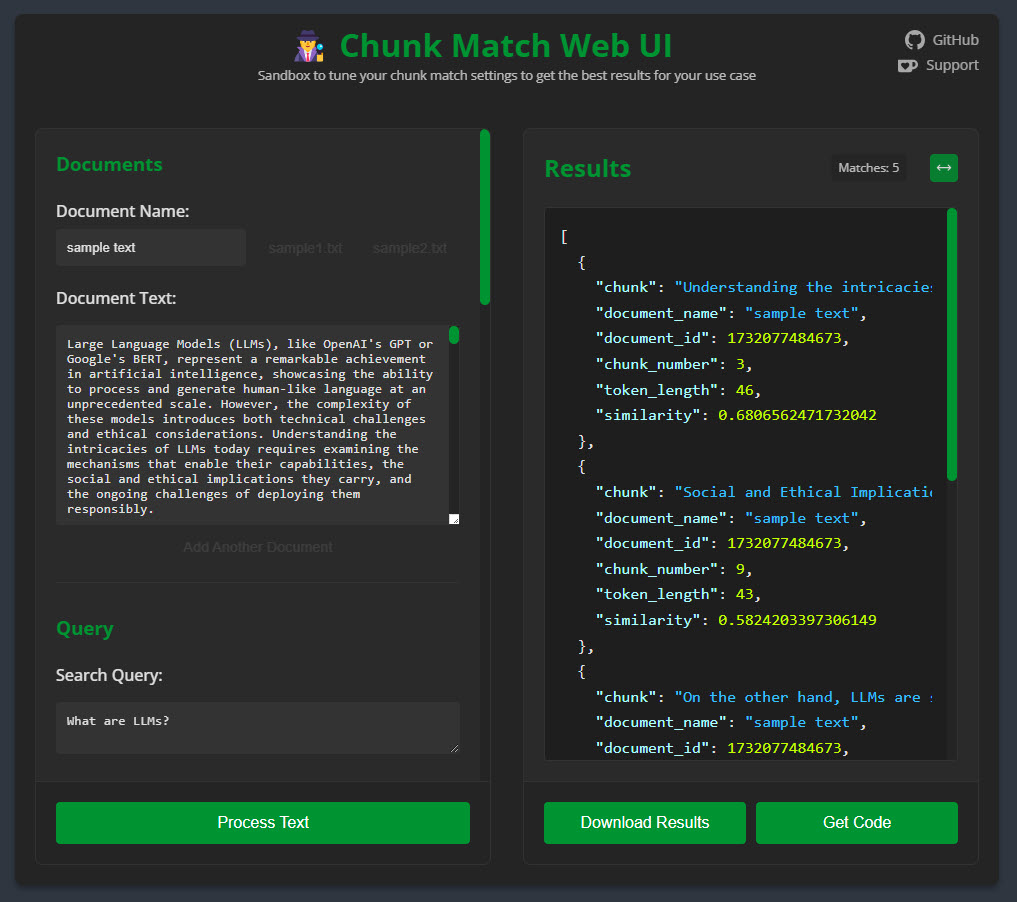 Chunk Match Web UI
Sandbox to tune your chunk match settings to get the best results for your use case
GitHub
Support
Documents
Document Name:
sample text
sample1.txt
sample2.txt
Document Text:
Large Language Models (LLMs), like OpenAI's GPT or
Google's BERT, represent a remarkable achievement
in artificial intelligence, showcasing the ability
to process and generate human-like language at an
unprecedented scale. However, the complexity of
these models introduces both technical challenges
and ethical considerations. Understanding the
intricacies of LLMs today requires examining the
mechanisms that enable their capabilities, the
social and ethical implications they carry, and
the ongoing challenges of deploying them
responsibly.
Add Another Document
Query
Search Query:
What are LLMs?
Process Text
Results
Matches: 5
[
{
"chunk": "Understanding the intricacies
"document_name": "sample text",
"document_id": 1732077484673,
"chunk_number": 3,
"token_length": 46,
"similarity": 0.6806562471732042
},
{
"chunk": "Social and Ethical Implicatio
"document_name": "sample text",
"document_id": 1732077484673,
"chunk_number": 9,
"token_length": 43,
"similarity": 0.5824203397306149
},
{
"chunk": "On the other hand, LLMs are s
"document_name": "sample text",
"document_id": 1732077484673,
Download Results
Get Code